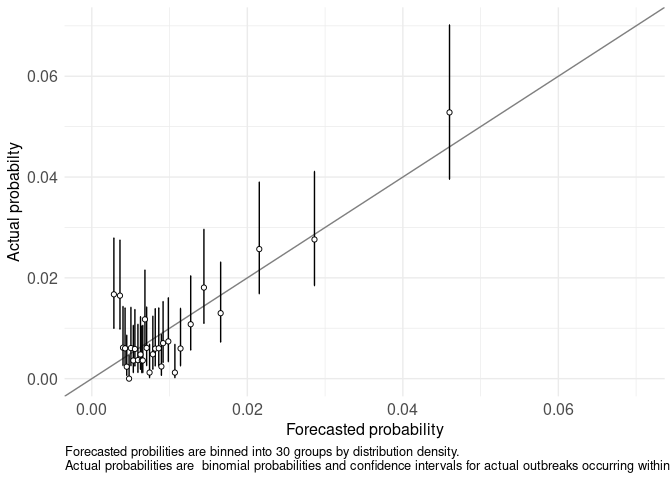 Actual probabilty
0.06
0.04
0.02
0.00
0.00 0.02 0.04 0.06
Forecasted probability
Forecasted probilities are binned into 30 groups by distribution density.
Actual probabilities are  binomial probabilities and confidence intervals for actual outbreaks occurring within